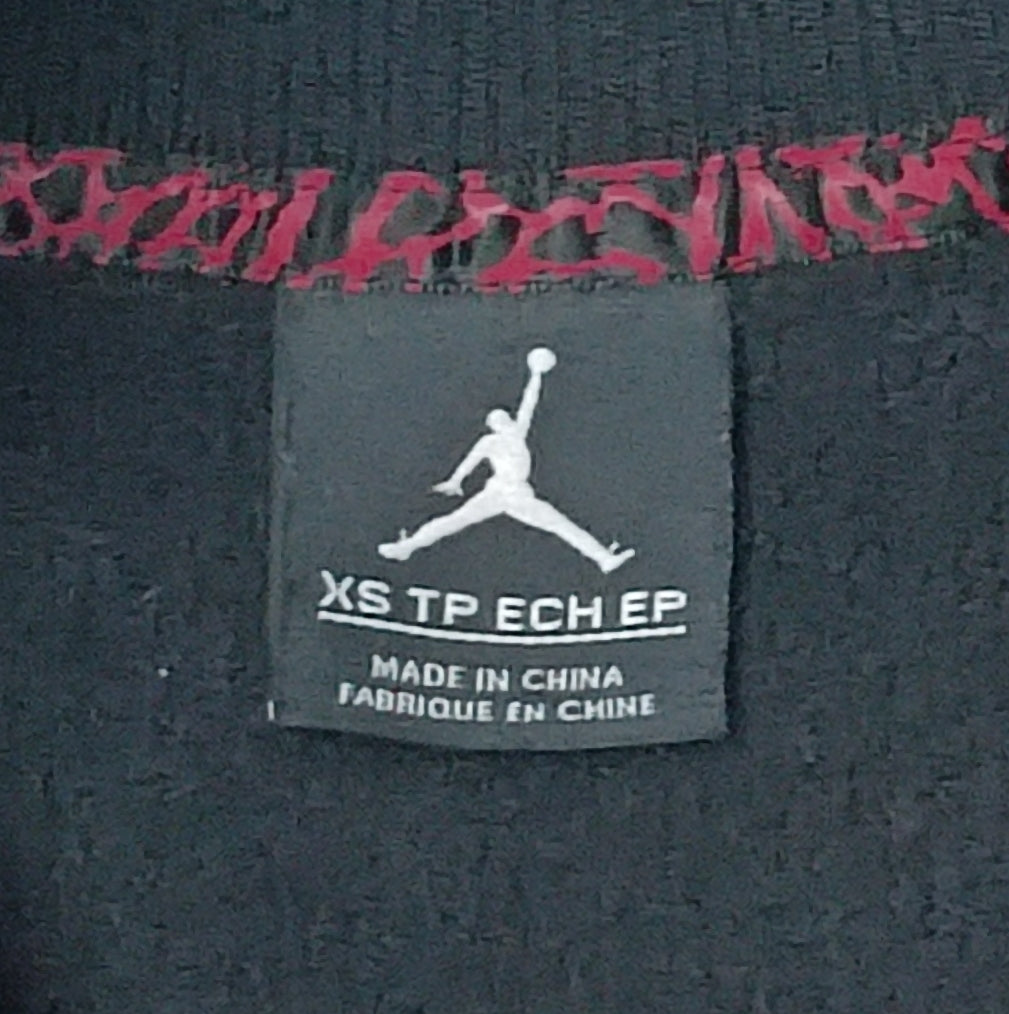 XS TP ECH EP
MADE IN CHINA
FABRIQUE EN CHINE